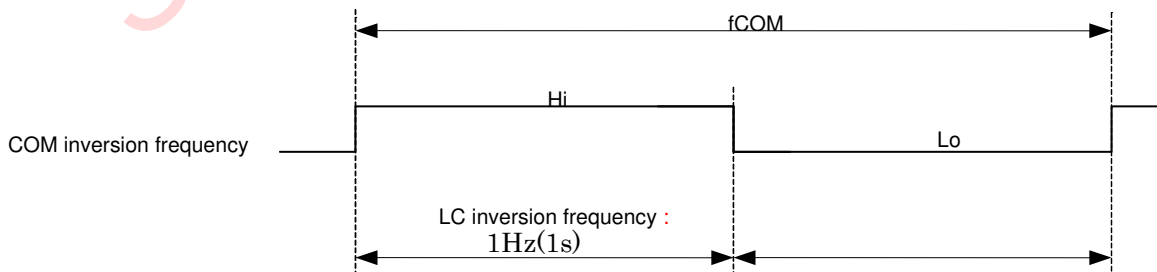 fCOM
Hi
COM inversion frequency
Lo
LC inversion frequency :
1Hz(1s)